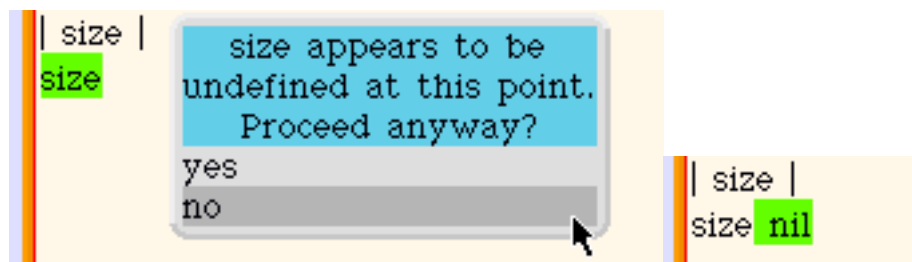 | size |
size
size appears to be
undefined at this point.
Proceed anyway?
yes
no
| size |
size nil